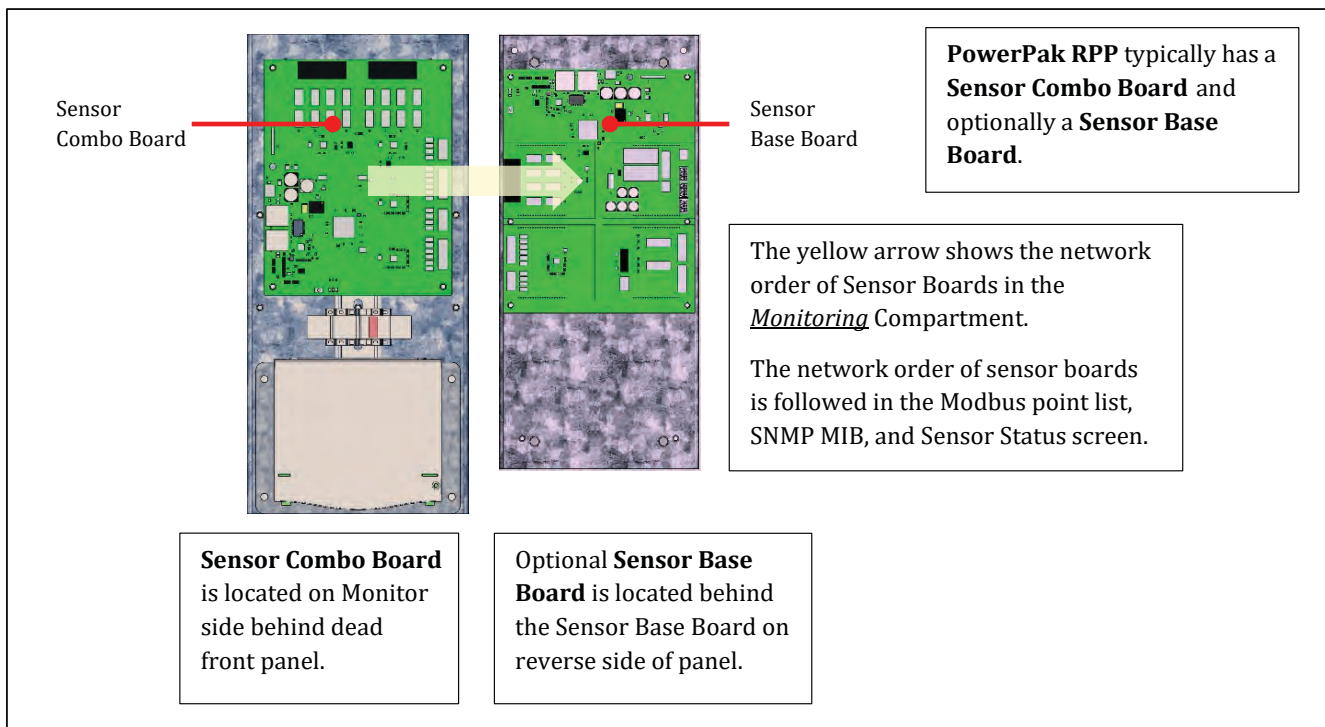 Sensor
Combo Board
Sensor
Base Board
PowerPak RPP typically has a
Sensor Combo Board and
optionally a Sensor Base
Board.
The yellow arrow shows the network
order of Sensor Boards in the
Monitoring Compartment.
The network order of sensor boards
is followed in the Modbus point list,
SNMP MIB, and Sensor Status screen.
Sensor Combo Board
is located on Monitor
side behind dead
front panel.
Optional Sensor Base
Board is located behind
the Sensor Base Board on
reverse side of panel.